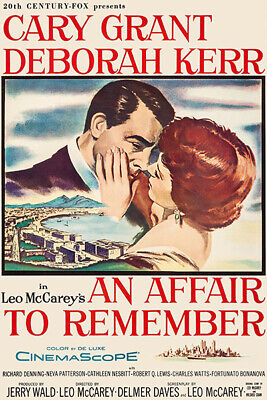 20th CENTURY-FOX presents
CARY GRANT
DEBORAH KERR
in
Leo McCarey's AN AFFAIR
TO REMEMBER
COLOR BY DE LUXE
CINEMASCOPE
with
RICHARD DENNING · NEVA PATTERSON · CATHLEEN NESBITT · ROBERT Q. LEWIS · CHARLES WATTS · FORTUNATO BONANOVA
PRODUCED BY DIRECTED BY SCREENPLAY BY
JERRY WALD · LEO McCAREY · DELMER DAVES and LEO McCAREY